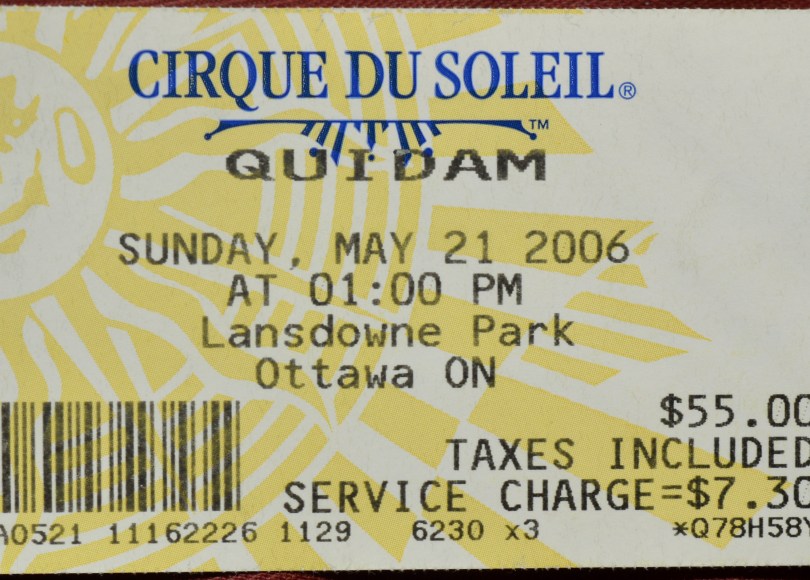 CIRQUE DU SOLEIL®
™
QUIDAM
SUNDAY, MAY 21 2006
AT 01:00 PM
Lansdowne Park
Ottawa ON
$55.00
TAXES INCLUDED
SERVICE CHARGE=$7.30
A0521 11162226 1129 6230 x3 *Q78H58Y